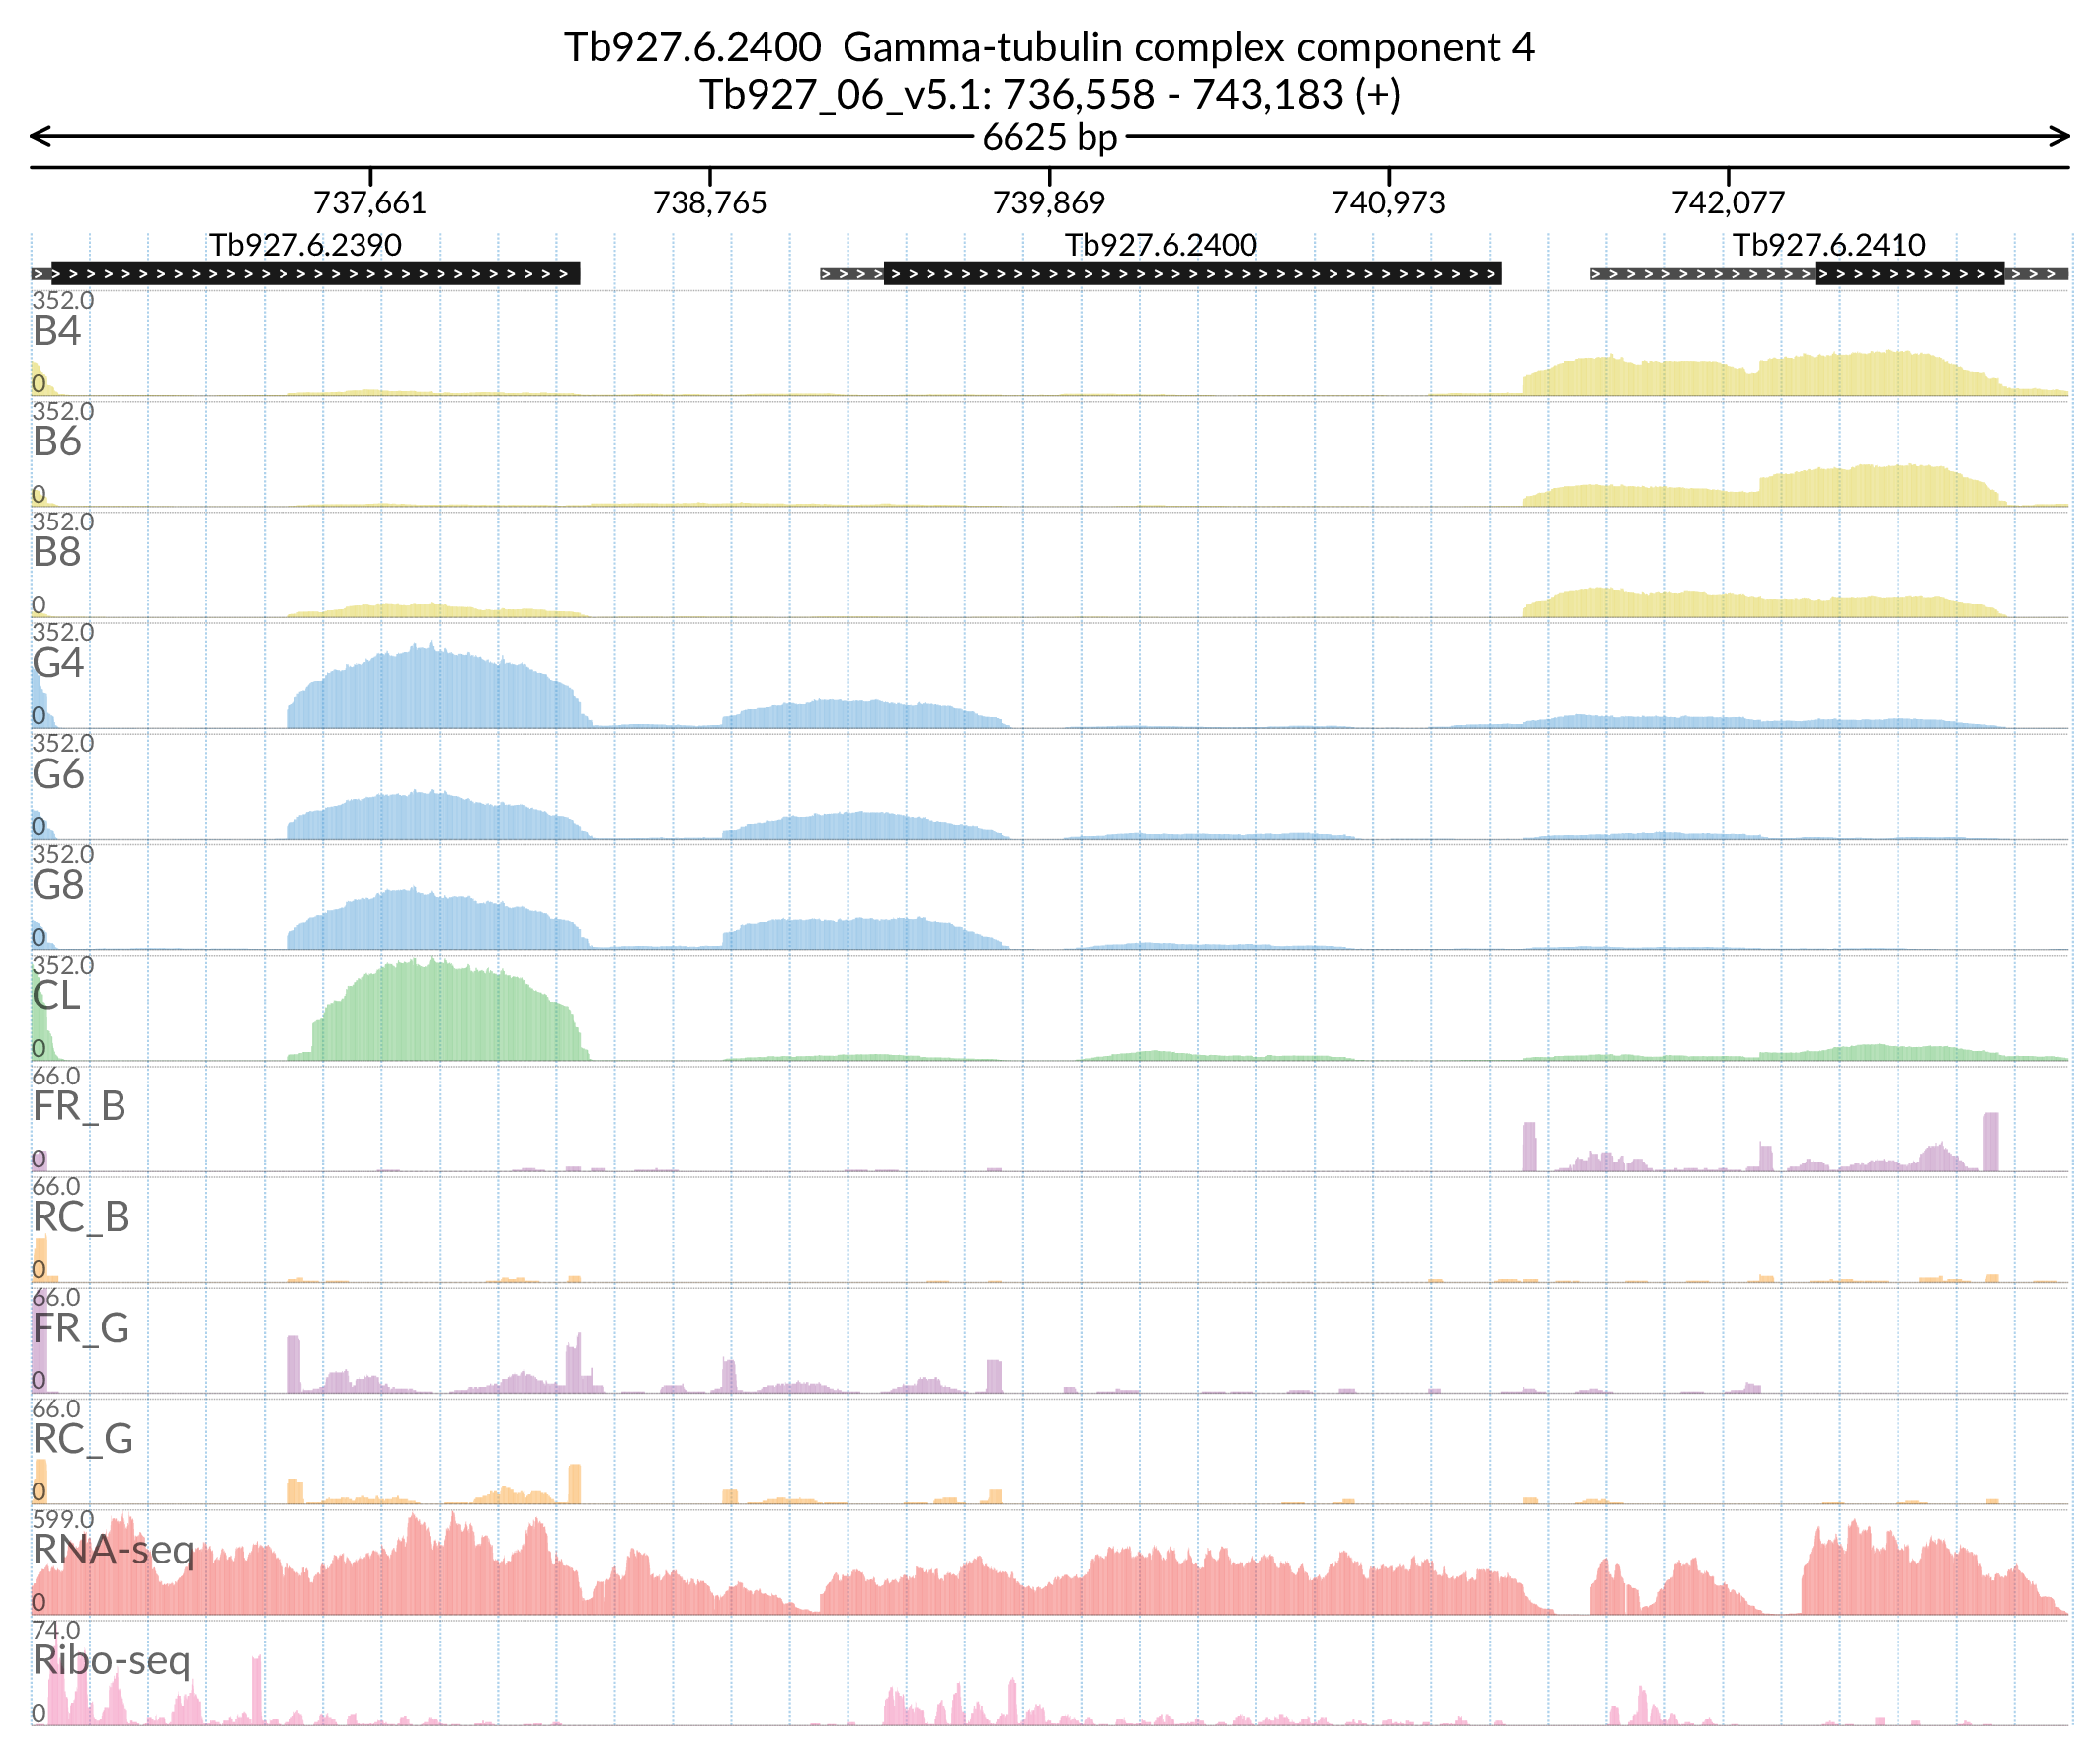 Tb927.6.2400 Gamma-tubulin complex component 4
Tb927_06_v5.1: 736,558 - 743,183 (+)
6625 bp
737,661 738,765 739,869 740,973 742,077
Tb927.6.2390 Tb927.6.2400 Tb927.6.2410
352.0
B4
0
352.0
B6
0
352.0
B8
0
352.0
G4
0
352.0
G6
0
352.0
G8
0
352.0
CL
0
66.0
FR_B
0
66.0
RC_B
0
66.0
FR_G
0
66.0
RC_G
0
599.0
RNA-seq
0
74.0
Ribo-seq
0